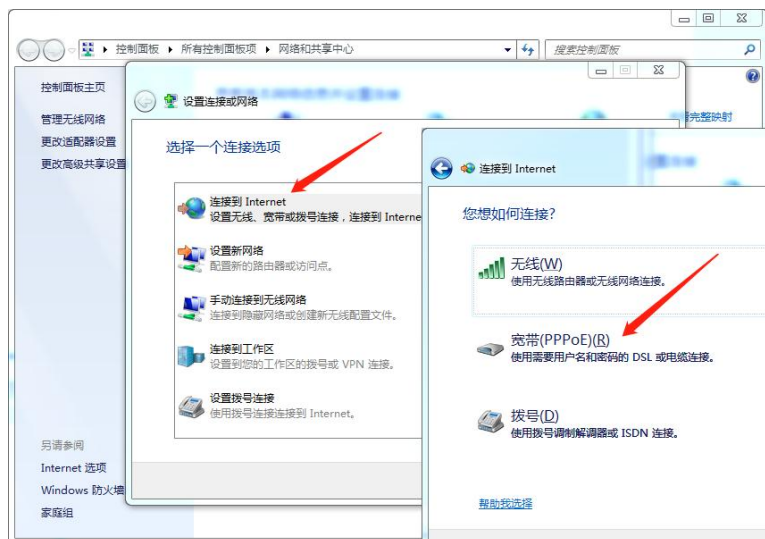 控制面板 ▸ 所有控制面板项 ▸ 网络和共享中心
搜索控制面板
控制面板主页
管理无线网络
更改适配器设置
更改高级共享设置
另请参阅
Internet 选项
Windows 防火墙
家庭组
完整映射
设置连接或网络
选择一个连接选项
连接到 Internet
设置无线、宽带或拨号连接，连接到 Interne
设置新网络
配置新的路由器或访问点。
手动连接到无线网络
连接到隐藏网络或创建新无线配置文件。
连接到工作区
设置到您的工作区的拨号或 VPN 连接。
设置拨号连接
使用拨号连接连接到 Internet。
连接到 Internet
您想如何连接?
无线(W)
使用无线路由器或无线网络连接。
宽带(PPPoE)(R)
使用需要用户名和密码的 DSL 或电缆连接。
拨号(D)
使用拨号调制解调器或 ISDN 连接。
帮助我选择